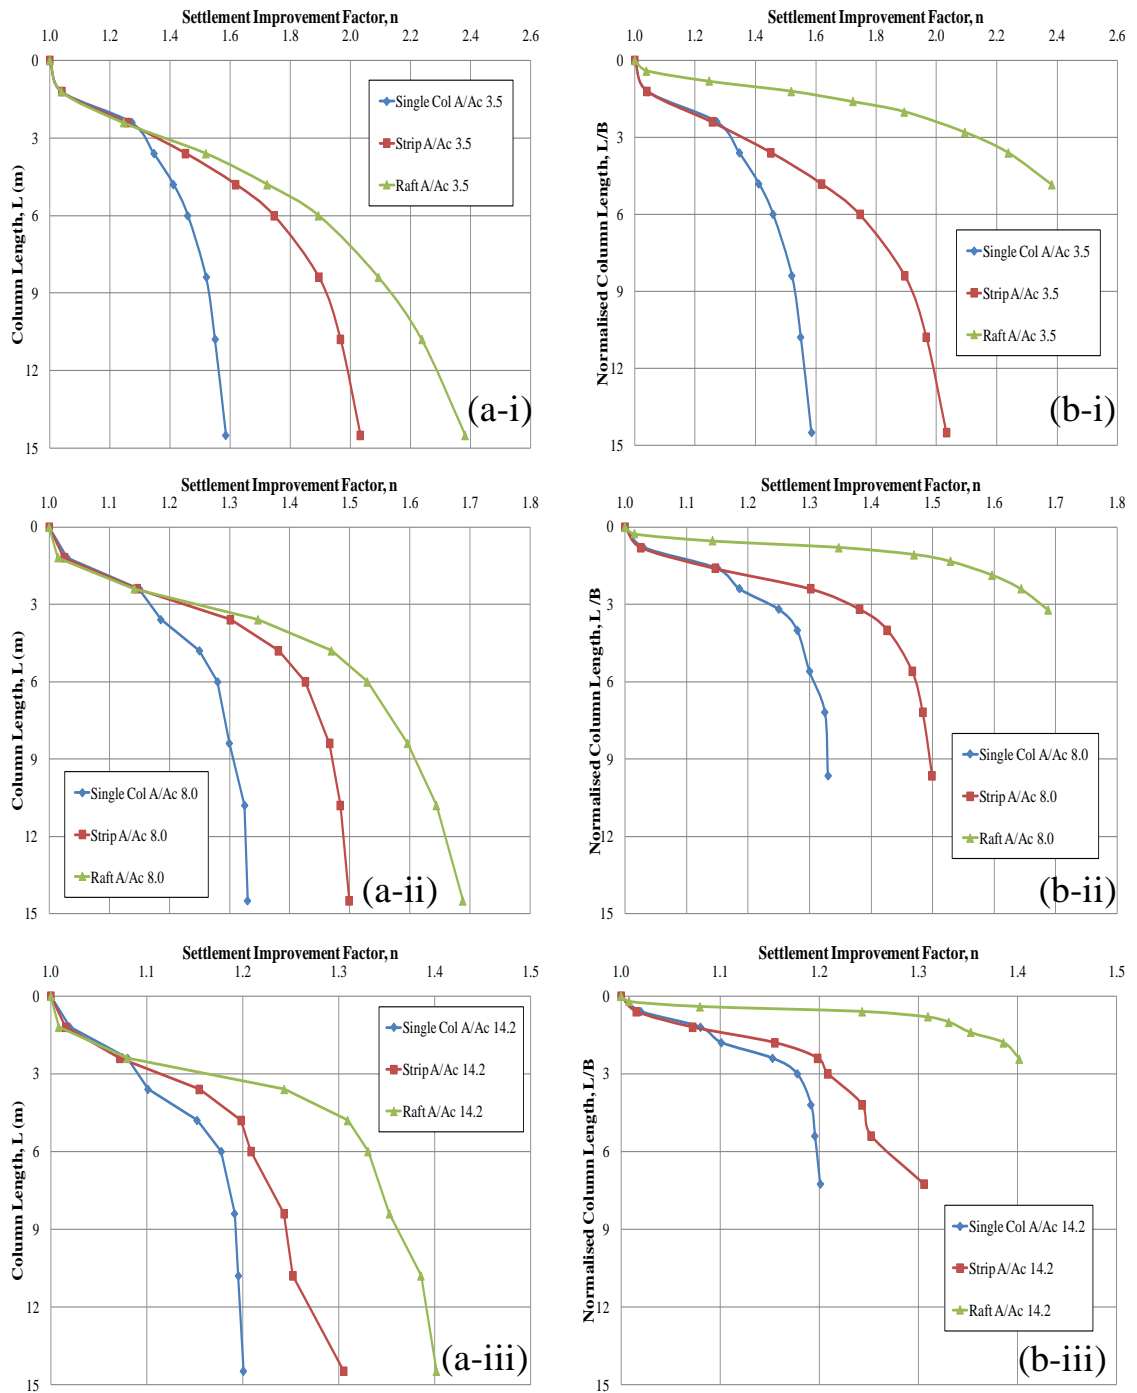 Settlement Improvement Factor, n
1.0 1.2 1.4 1.6 1.8 2.0 2.2 2.4 2.6
0
3
6
9
12
15
Column Length, L (m)
Single Col A/Ac 3.5
Strip A/Ac 3.5
Raft A/Ac 3.5
(a-i)
Settlement Improvement Factor, n
1.0 1.2 1.4 1.6 1.8 2.0 2.2 2.4 2.6
0
3
6
9
12
15
Normalised Column Length, L/B
Single Col A/Ac 3.5
Strip A/Ac 3.5
Raft A/Ac 3.5
(b-i)
Settlement Improvement Factor, n
1.0 1.1 1.2 1.3 1.4 1.5 1.6 1.7 1.8
0
3
6
9
12
15
Column Length, L (m)
Single Col A/Ac 8.0
Strip A/Ac 8.0
Raft A/Ac 8.0
(a-ii)
Settlement Improvement Factor, n
1.0 1.1 1.2 1.3 1.4 1.5 1.6 1.7 1.8
0
3
6
9
12
15
Normalised Column Length, L /B
Single Col A/Ac 8.0
Strip A/Ac 8.0
Raft A/Ac 8.0
(b-ii)
Settlement Improvement Factor, n
1.0 1.1 1.2 1.3 1.4 1.5
0
3
6
9
12
15
Column Length, L (m)
Single Col A/Ac 14.2
Strip A/Ac 14.2
Raft A/Ac 14.2
(a-iii)
Settlement Improvement Factor, n
1.0 1.1 1.2 1.3 1.4 1.5
0
3
6
9
12
15
Normalised Column Length, L/B
Single Col A/Ac 14.2
Strip A/Ac 14.2
Raft A/Ac 14.2
(b-iii)